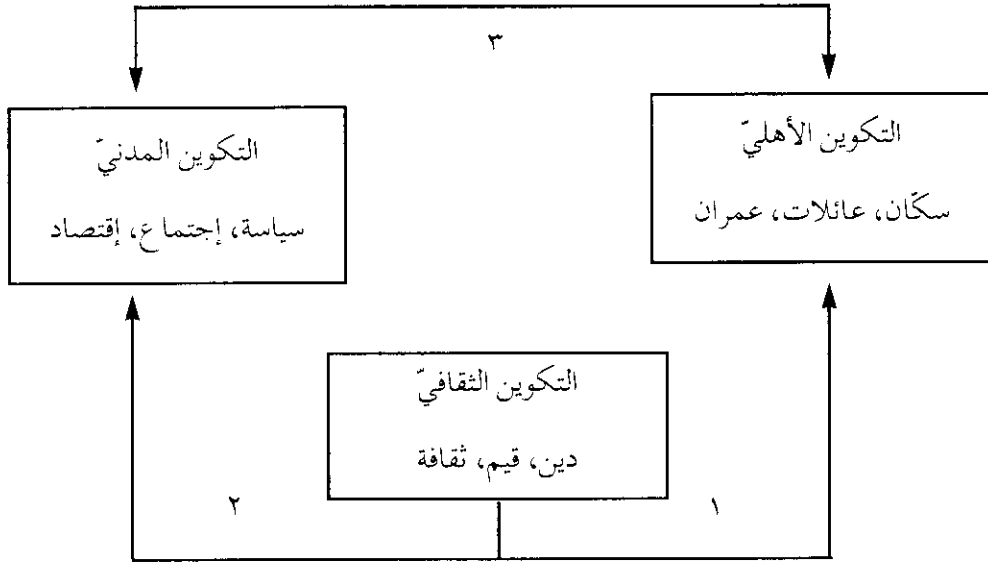 ٣
التكوين الأهليّ
سكّان، عائلات، عمران
التكوين المدنيّ
سياسة، إجتماع، إقتصاد
التكوين الثقافيّ
دين، قيم، ثقافة
١
٢